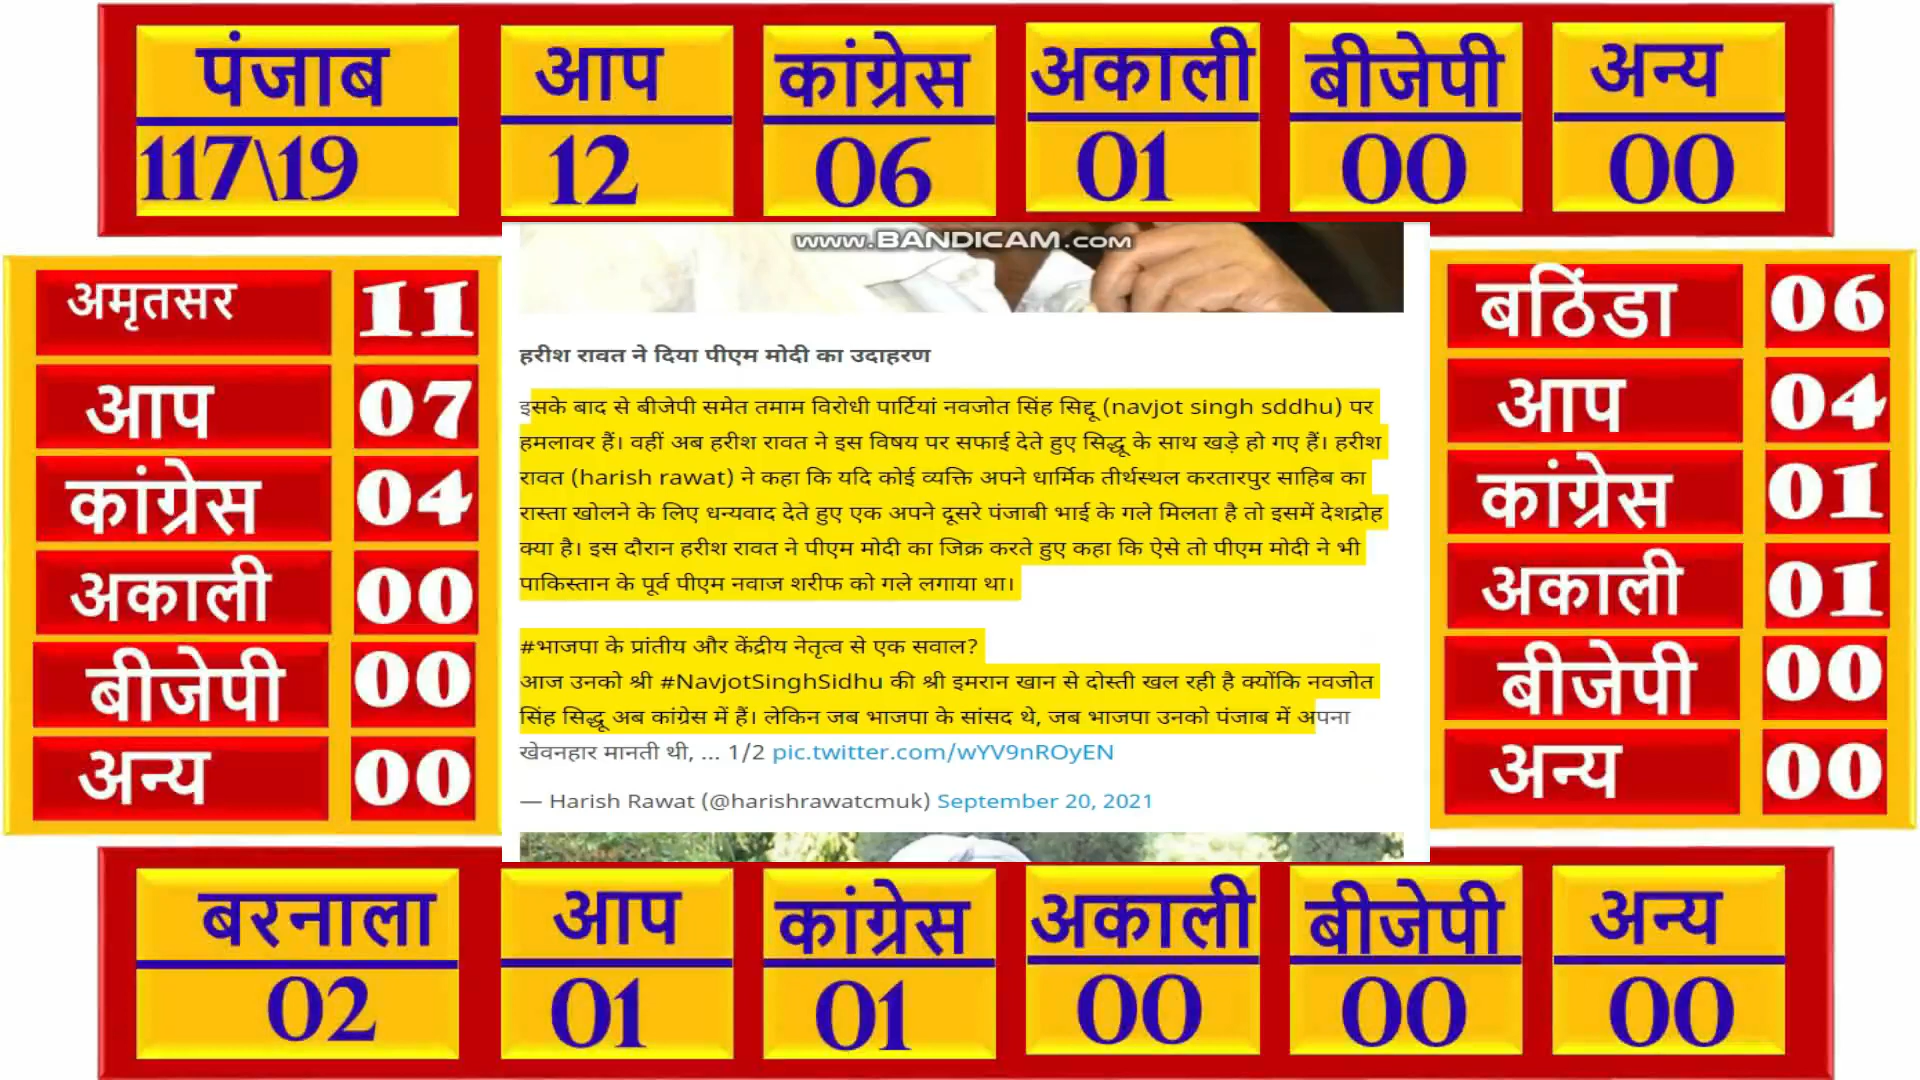 पंजाब आप कांग्रेस अकाली बीजेपी अन्य
117\19 12 06 01 00 00
www.BANDICAM.com
अमृतसर 11
आप 07
कांग्रेस 04
अकाली 00
बीजेपी 00
अन्य 00
हरीश रावत ने दिया पीएम मोदी का उदाहरण
इसके बाद से बीजेपी समेत तमाम विरोधी पार्टियां नवजोत सिंह सिद्दू (navjot singh sddhu) पर
हमलावर हैं। वहीं अब हरीश रावत ने इस विषय पर सफाई देते हुए सिद्धू के साथ खड़े हो गए हैं। हरीश
रावत (harish rawat) ने कहा कि यदि कोई व्यक्ति अपने धार्मिक तीर्थस्थल करतारपुर साहिब का
रास्ता खोलने के लिए धन्यवाद देते हुए एक अपने दूसरे पंजाबी भाई के गले मिलता है तो इसमें देशद्रोह
क्या है। इस दौरान हरीश रावत ने पीएम मोदी का जिक्र करते हुए कहा कि ऐसे तो पीएम मोदी ने भी
पाकिस्तान के पूर्व पीएम नवाज शरीफ को गले लगाया था।
#भाजपा के प्रांतीय और केंद्रीय नेतृत्व से एक सवाल?
आज उनको श्री #NavjotSinghSidhu की श्री इमरान खान से दोस्ती खल रही है क्योंकि नवजोत
सिंह सिद्धू अब कांग्रेस में हैं। लेकिन जब भाजपा के सांसद थे, जब भाजपा उनको पंजाब में अपना
खेवनहार मानती थी, ... 1/2 pic.twitter.com/wYV9nROyEN
— Harish Rawat (@harishrawatcmuk) September 20, 2021
बठिंडा 06
आप 04
कांग्रेस 01
अकाली 01
बीजेपी 00
अन्य 00
बरनाला आप कांग्रेस अकाली बीजेपी अन्य
02 01 01 00 00 00